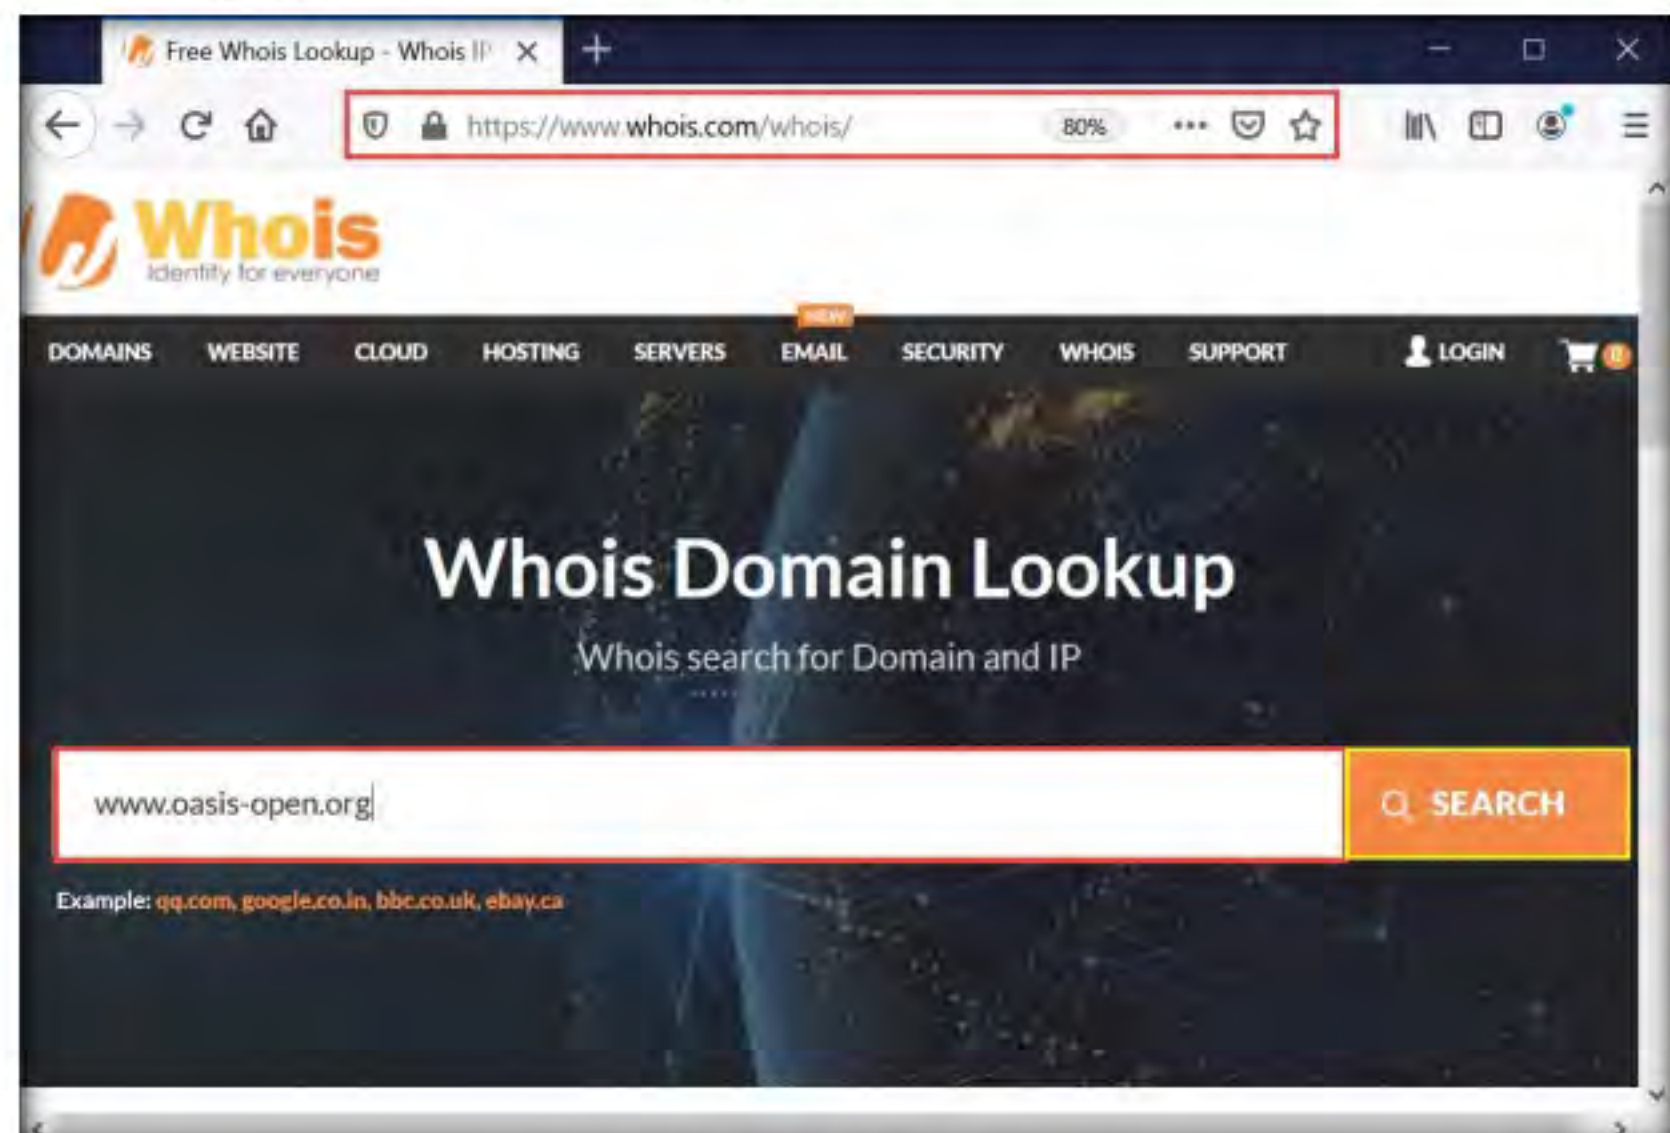 Free Whois Lookup - Whois IP
https://www.whois.com/whois/ 80%
Whois
Identity for everyone
NEW
DOMAINS WEBSITE CLOUD HOSTING SERVERS EMAIL SECURITY WHOIS SUPPORT LOGIN
Whois Domain Lookup
Whois search for Domain and IP
www.oasis-open.org
SEARCH
Example: qq.com, google.co.in, bbc.co.uk, ebay.ca